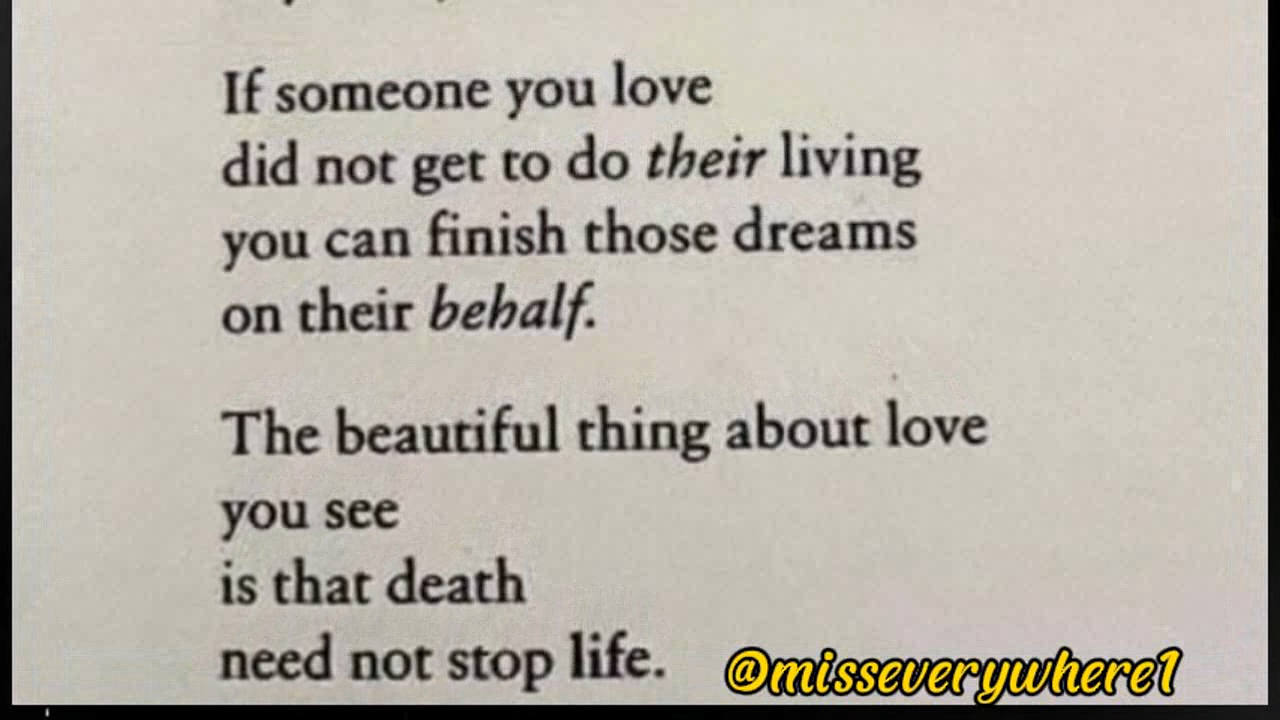 If someone you love
did not get to do their living
you can finish those dreams
on their behalf.
The beautiful thing about love
you see
is that death
need not stop life.
@misseverywhere1